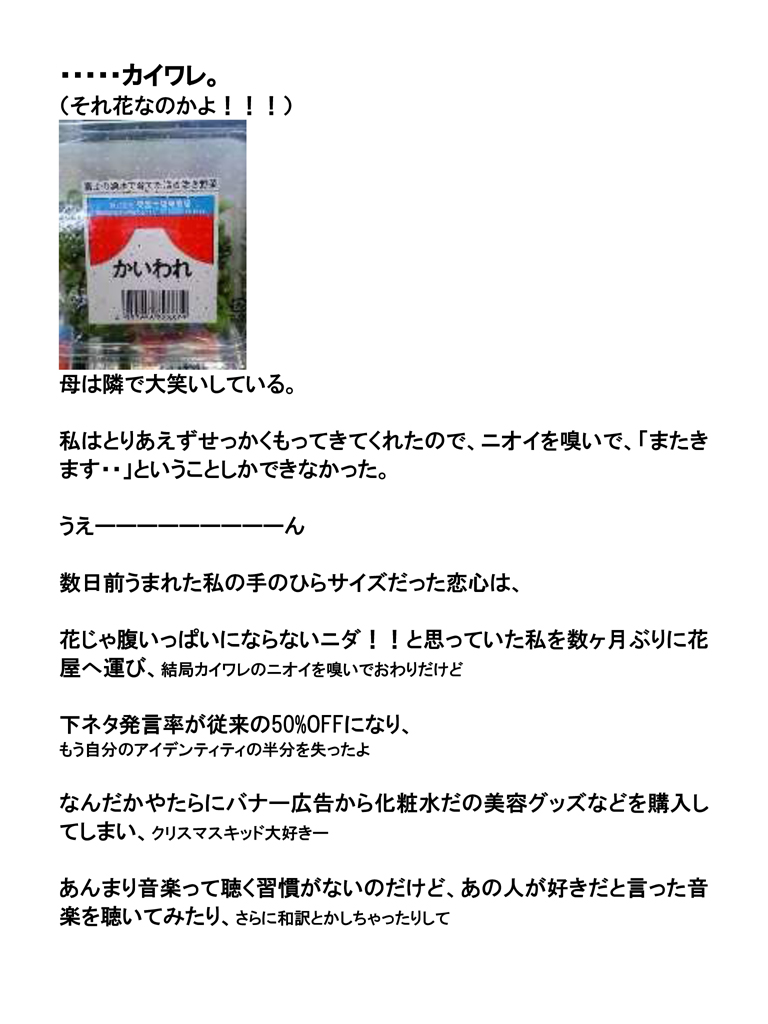 ・・・・・カイワレ。
（それ花なのかよ！！！）
かいわれ
母は隣で大笑いしている。
私はとりあえずせっかくもってきてくれたので、ニオイを嗅いで、「またき
ます・・」ということしかできなかった。
うえーーーーーーーーーん
数日前うまれた私の手のひらサイズだった恋心は、
花じゃ腹いっぱいにならないニダ！！と思っていた私を数ヶ月ぶりに花
屋へ運び、結局カイワレのニオイを嗅いでおわりだけど
下ネタ発言率が従来の50%OFFになり、
もう自分のアイデンティティの半分を失ったよ
なんだかやたらにバナー広告から化粧水だの美容グッズなどを購入し
てしまい、クリスマスキッド大好きー
あんまり音楽って聴く習慣がないのだけど、あの人が好きだと言った音
楽を聴いてみたり、さらに和訳とかしちゃったりして